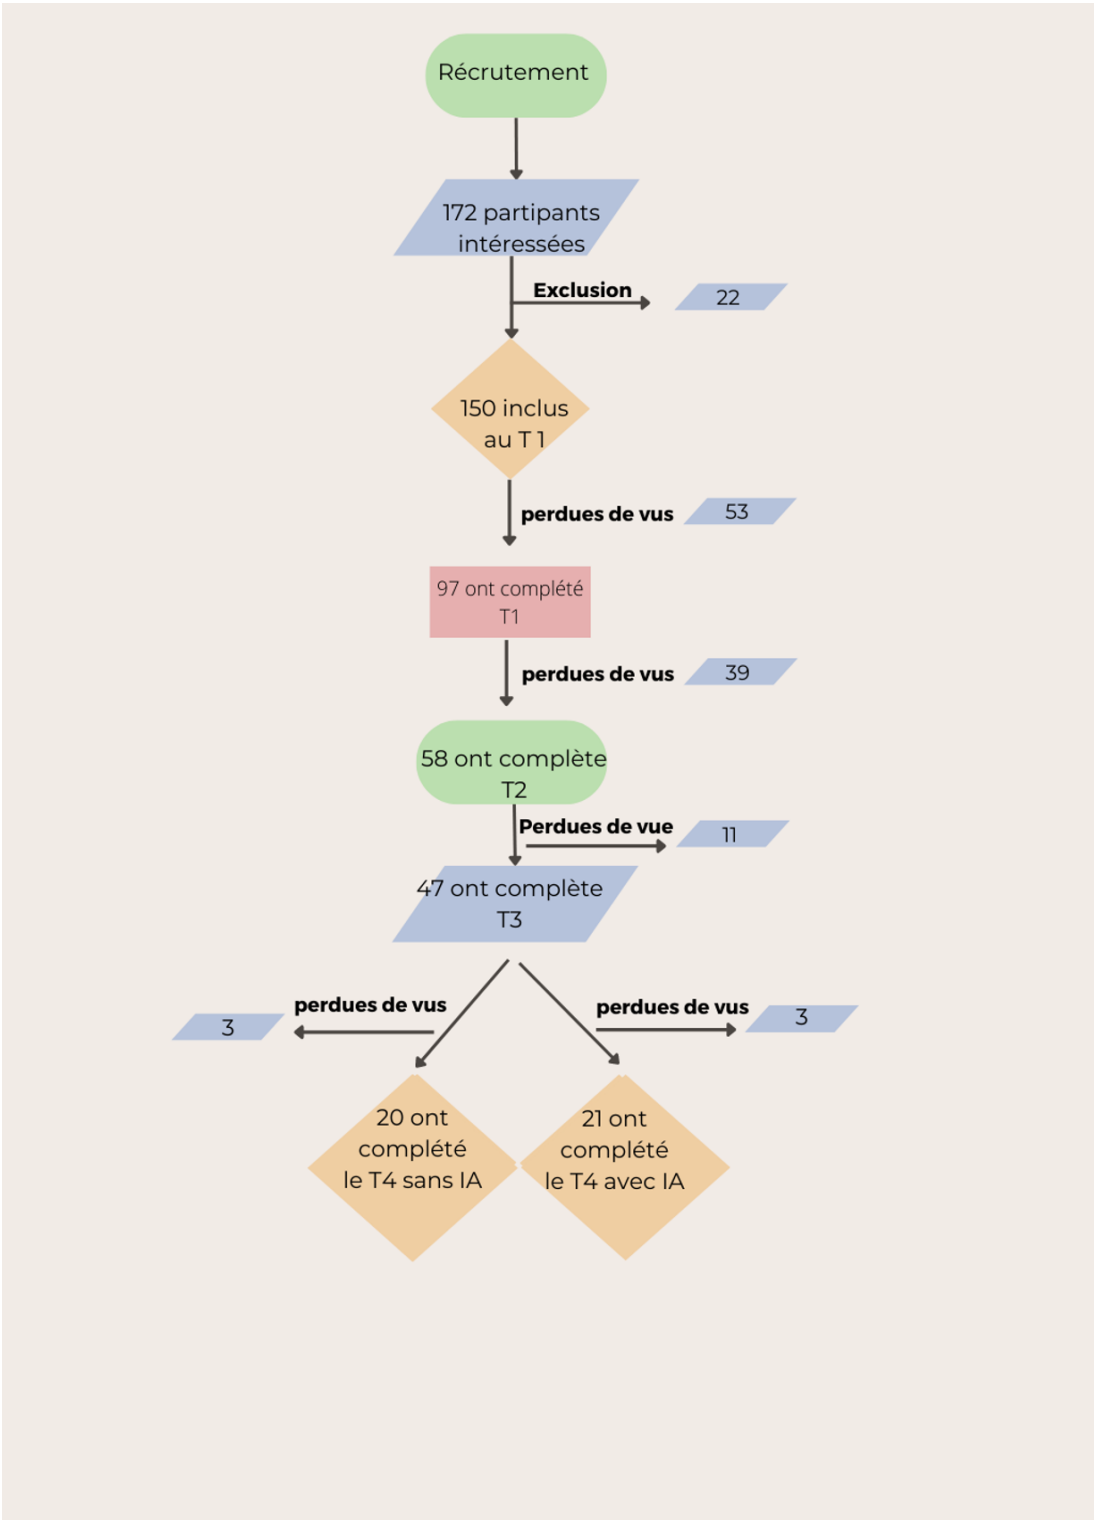 Récrutement
172 partipants
intéressées
Exclusion
22
150 inclus
au T 1
perdues de vus
53
97 ont complété
T1
perdues de vus
39
58 ont complète
T2
Perdues de vue
11
47 ont complète
T3
perdues de vus
3
perdues de vus
3
20 ont
complété
le T4 sans IA
21 ont
complété
le T4 avec IA